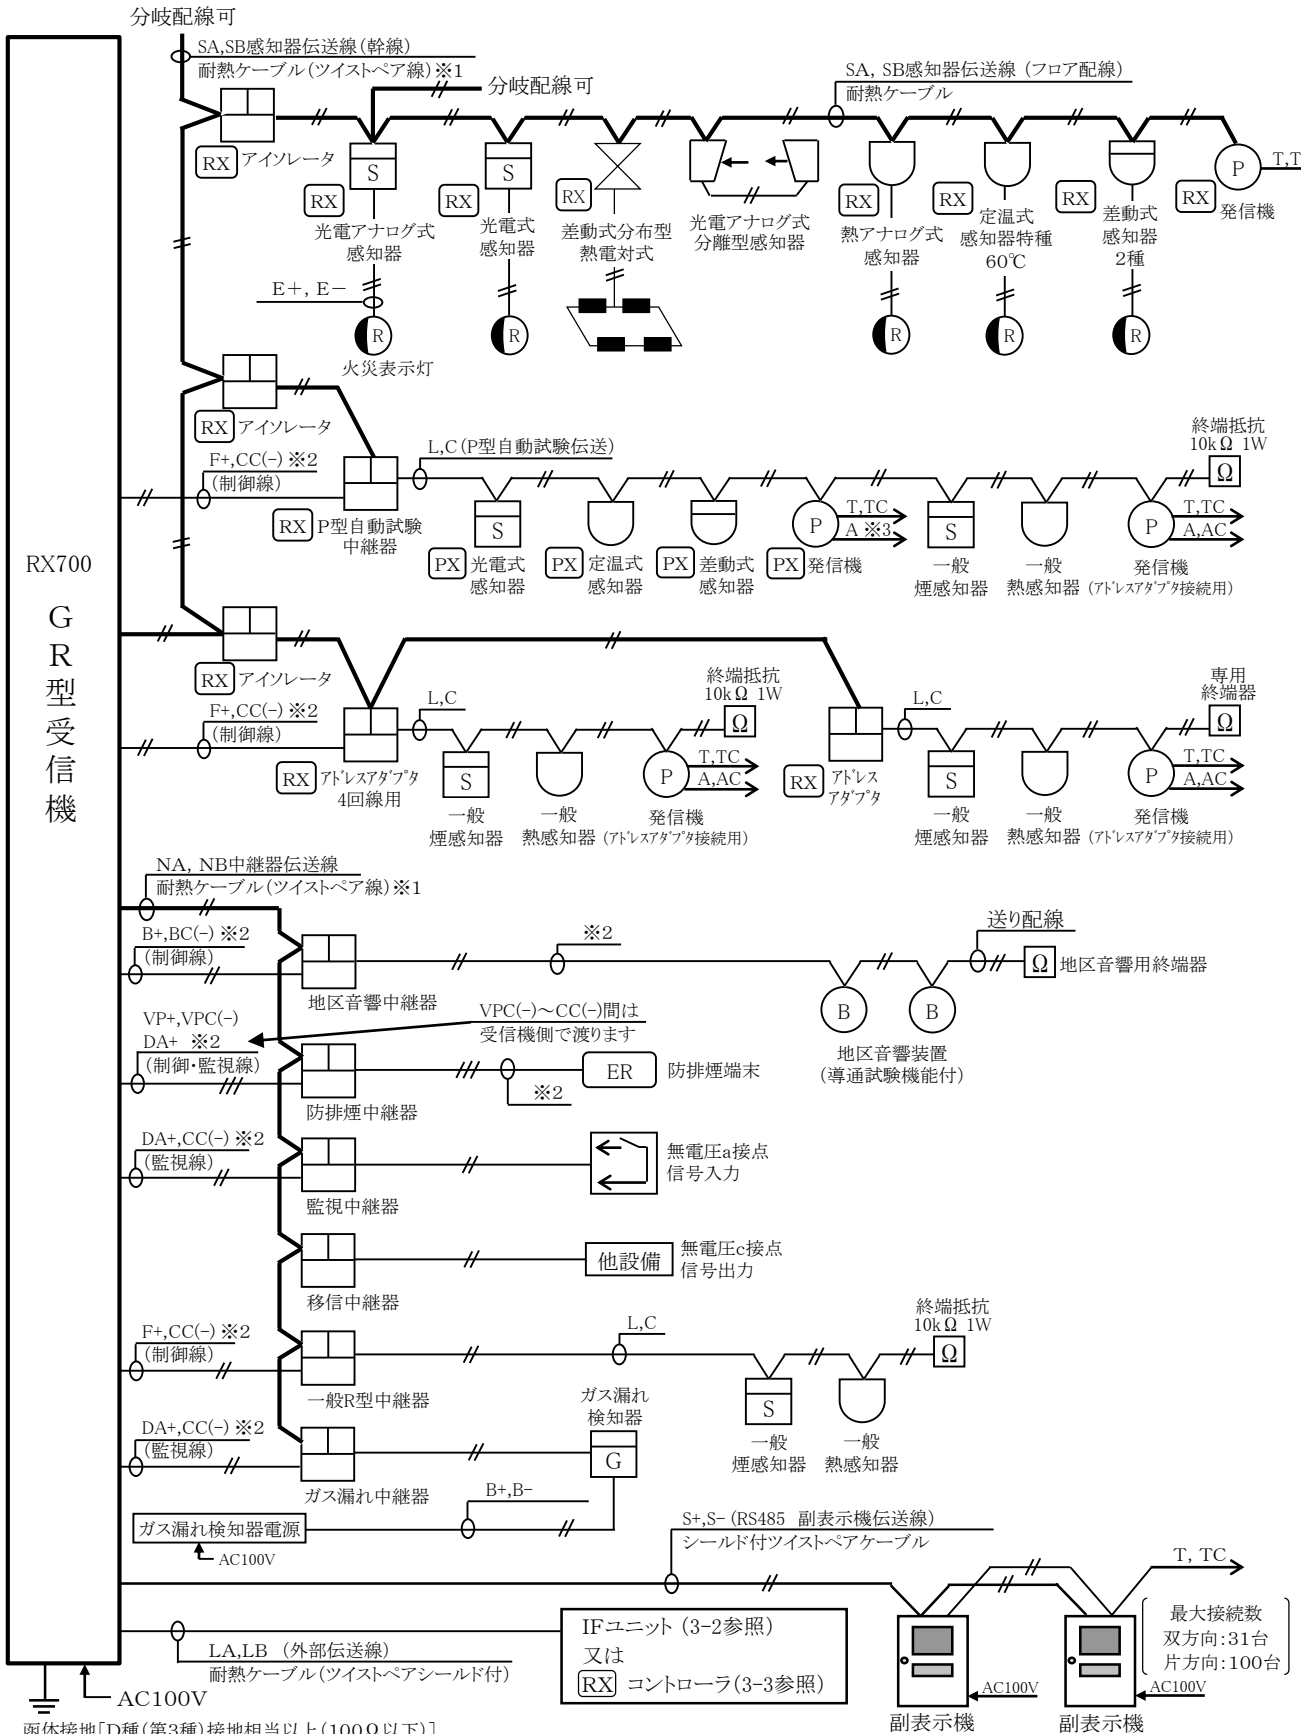 分岐配線可
SA,SB感知器伝送線(幹線)
耐熱ケーブル(ツイストペア線)※1
分岐配線可
SA, SB感知器伝送線 (フロア配線)
耐熱ケーブル
RX アイソレータ
S
RX
光電アナログ式
感知器
S
RX
光電式
感知器
RX
差動式分布型
熱電対式
光電アナログ式
分離型感知器
RX
熱アナログ式
感知器
RX
定温式
感知器特種
60℃
RX
差動式
感知器
2種
P
T,T
RX 発信機
E+, E−
R
R
R
R
R
火災表示灯
RX アイソレータ
F+,CC(-)※2
(制御線)
L,C(P型自動試験伝送)
終端抵抗
10kΩ 1W
Ω
RX P型自動試験
中継器
S
PX 光電式
感知器
PX 定温式
感知器
PX 差動式
感知器
P
T,TC
A ※3
PX 発信機
S
一般
煙感知器
一般
熱感知器
P
T,TC
A,AC
発信機
(アドレスアダプタ接続用)
RX700
GR型受信機
RX アイソレータ
F+,CC(-)※2
(制御線)
L,C
終端抵抗
10kΩ 1W
Ω
RX アドレスアダプタ
4回線用
S
一般
煙感知器
一般
熱感知器
P
T,TC
A,AC
発信機
(アドレスアダプタ接続用)
L,C
専用
終端器
Ω
RX アドレス
アダプタ
S
一般
煙感知器
一般
熱感知器
P
T,TC
A,AC
発信機
(アドレスアダプタ接続用)
NA, NB中継器伝送線
耐熱ケーブル(ツイストペア線)※1
B+,BC(-) ※2
(制御線)
地区音響中継器
※2
送り配線
Ω 地区音響用終端器
B
B
地区音響装置
(導通試験機能付)
VP+,VPC(-)
DA+ ※2
(制御・監視線)
VPC(-)～CC(-)間は
受信機側で渡ります
防排煙中継器
※2
ER 防排煙端末
DA+,CC(-)※2
(監視線)
監視中継器
無電圧a接点
信号入力
移信中継器
他設備
無電圧c接点
信号出力
F+,CC(-)※2
(制御線)
一般R型中継器
L,C
終端抵抗
10kΩ 1W
Ω
S
一般
煙感知器
一般
熱感知器
DA+,CC(-)※2
(監視線)
ガス漏れ中継器
ガス漏れ
検知器
G
B+,B-
ガス漏れ検知器電源
AC100V
S+,S- (RS485 副表示機伝送線)
シールド付ツイストペアケーブル
T, TC
最大接続数
双方向:31台
片方向:100台
LA,LB (外部伝送線)
耐熱ケーブル(ツイストペアシールド付)
IFユニット (3-2参照)
又は
RX コントローラ(3-3参照)
AC100V
AC100V
副表示機
副表示機
AC100V
函体接地[D種(第3種)接地相当以上(100Ω以下)]